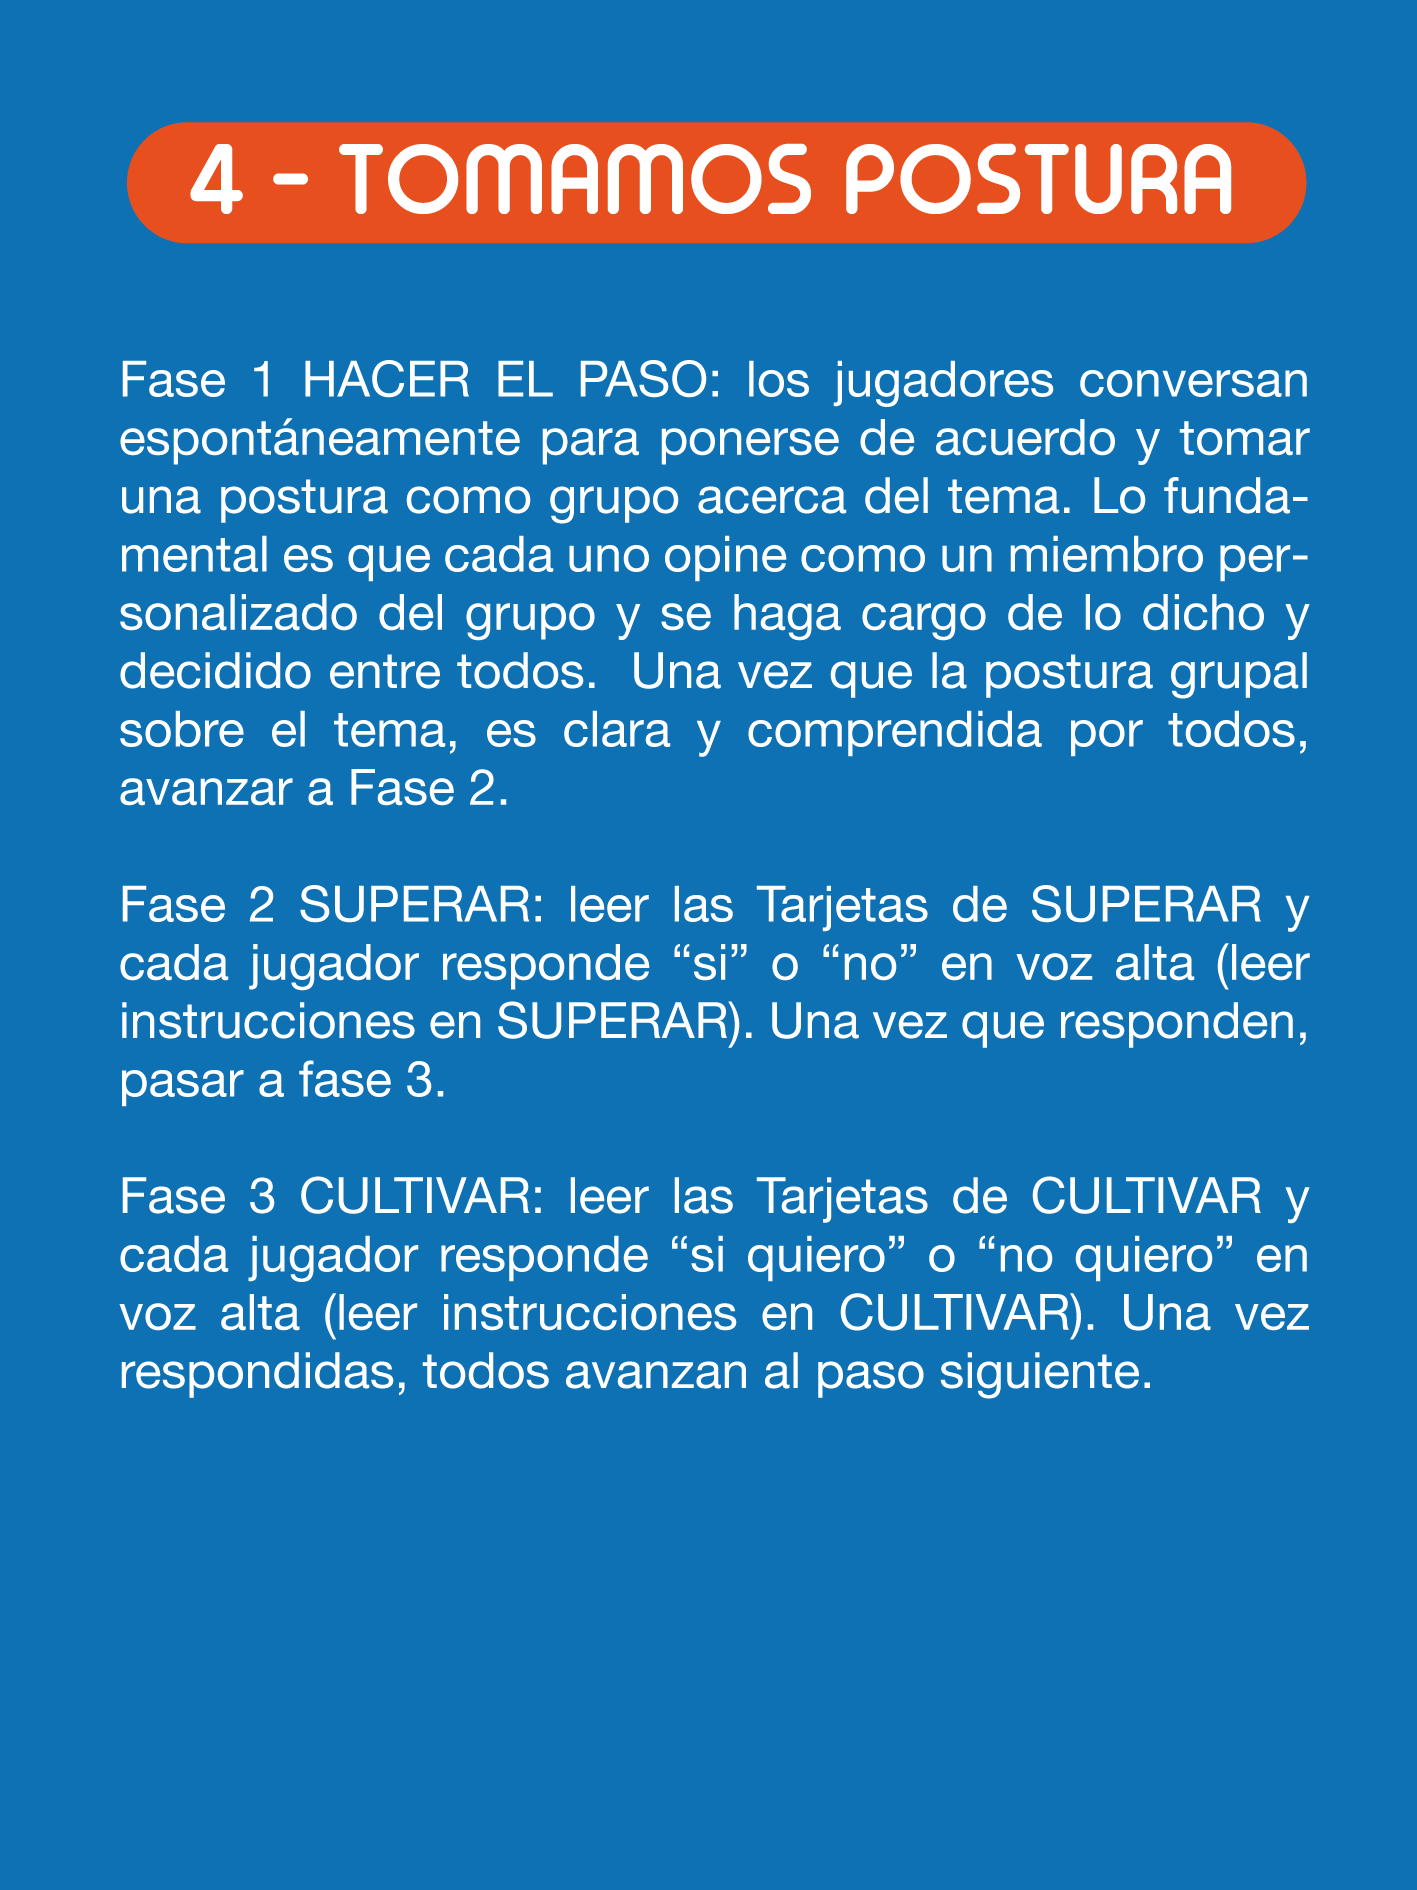 4 - TOMAMOS POSTURA
Fase 1 HACER EL PASO: los jugadores conversan
espontáneamente para ponerse de acuerdo y tomar
una postura como grupo acerca del tema. Lo funda-
mental es que cada uno opine como un miembro per-
sonalizado del grupo y se haga cargo de lo dicho y
decidido entre todos.  Una vez que la postura grupal
sobre el tema, es clara y comprendida por todos,
avanzar a Fase 2.
Fase 2 SUPERAR: leer las Tarjetas de SUPERAR y
cada jugador responde “si” o “no” en voz alta (leer
instrucciones en SUPERAR). Una vez que responden,
pasar a fase 3.
Fase 3 CULTIVAR: leer las Tarjetas de CULTIVAR y
cada jugador responde “si quiero” o “no quiero” en
voz alta (leer instrucciones en CULTIVAR). Una vez
respondidas, todos avanzan al paso siguiente.